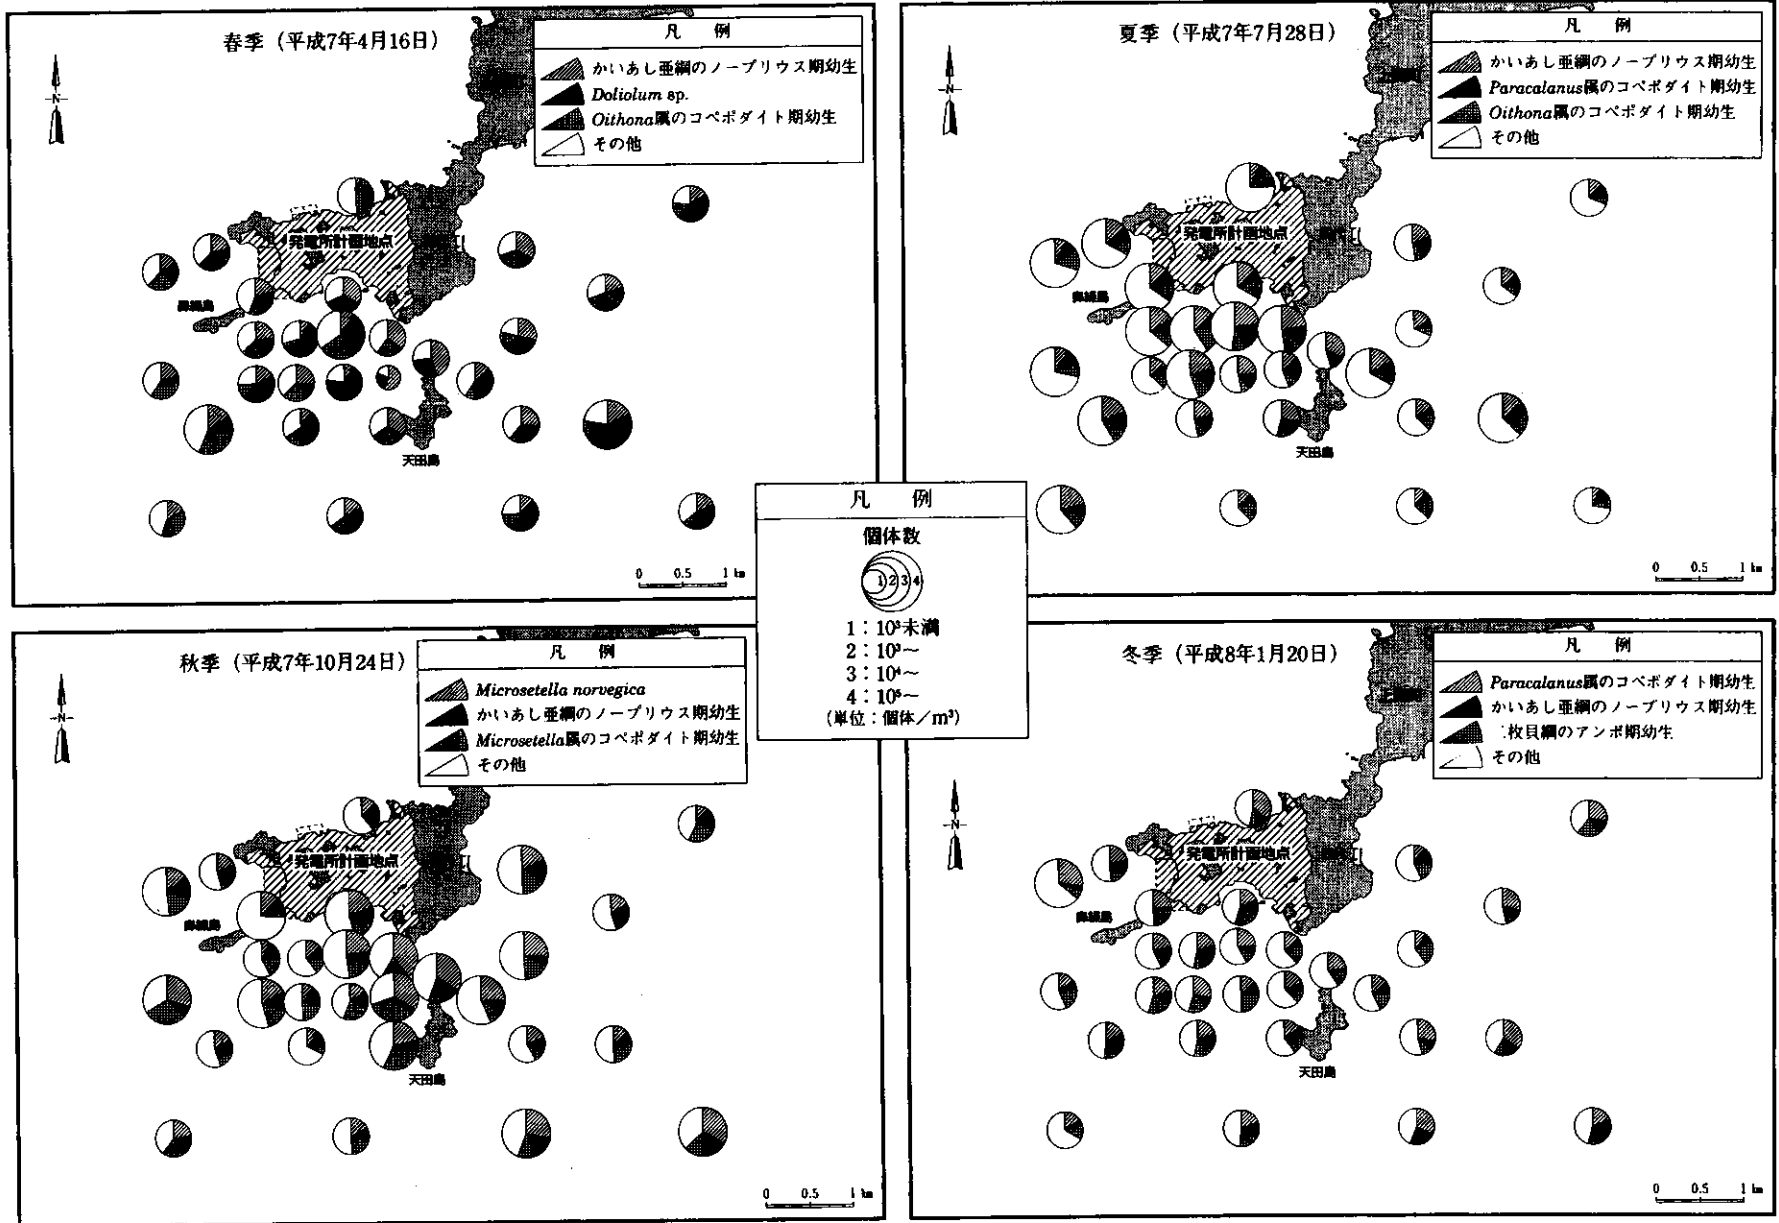 春季（平成7年4月16日）
凡 例
かいあし亜綱のノープリウス期幼生
Doliolum sp.
Oithona属のコペポダイト期幼生
その他
N
発電所計画地点
鼻繰島
天田島
0 0.5 1 km
夏季（平成7年7月28日）
凡 例
かいあし亜綱のノープリウス期幼生
Paracalanus属のコペポダイト期幼生
Oithona属のコペポダイト期幼生
その他
N
発電所計画地点
鼻繰島
天田島
0 0.5 1 km
凡 例
個体数
1 2 3 4
1：10³未満
2：10³～
3：10⁴～
4：10⁵～
（単位：個体／m³）
秋季（平成7年10月24日）
凡 例
Microsetella norvegica
かいあし亜綱のノープリウス期幼生
Microsetella属のコペポダイト期幼生
その他
N
発電所計画地点
鼻繰島
天田島
0 0.5 1 km
冬季（平成8年1月20日）
凡 例
Paracalanus属のコペポダイト期幼生
かいあし亜綱のノープリウス期幼生
枚貝綱のアンボ期幼生
その他
N
発電所計画地点
鼻繰島
天田島
0 0.5 1 km